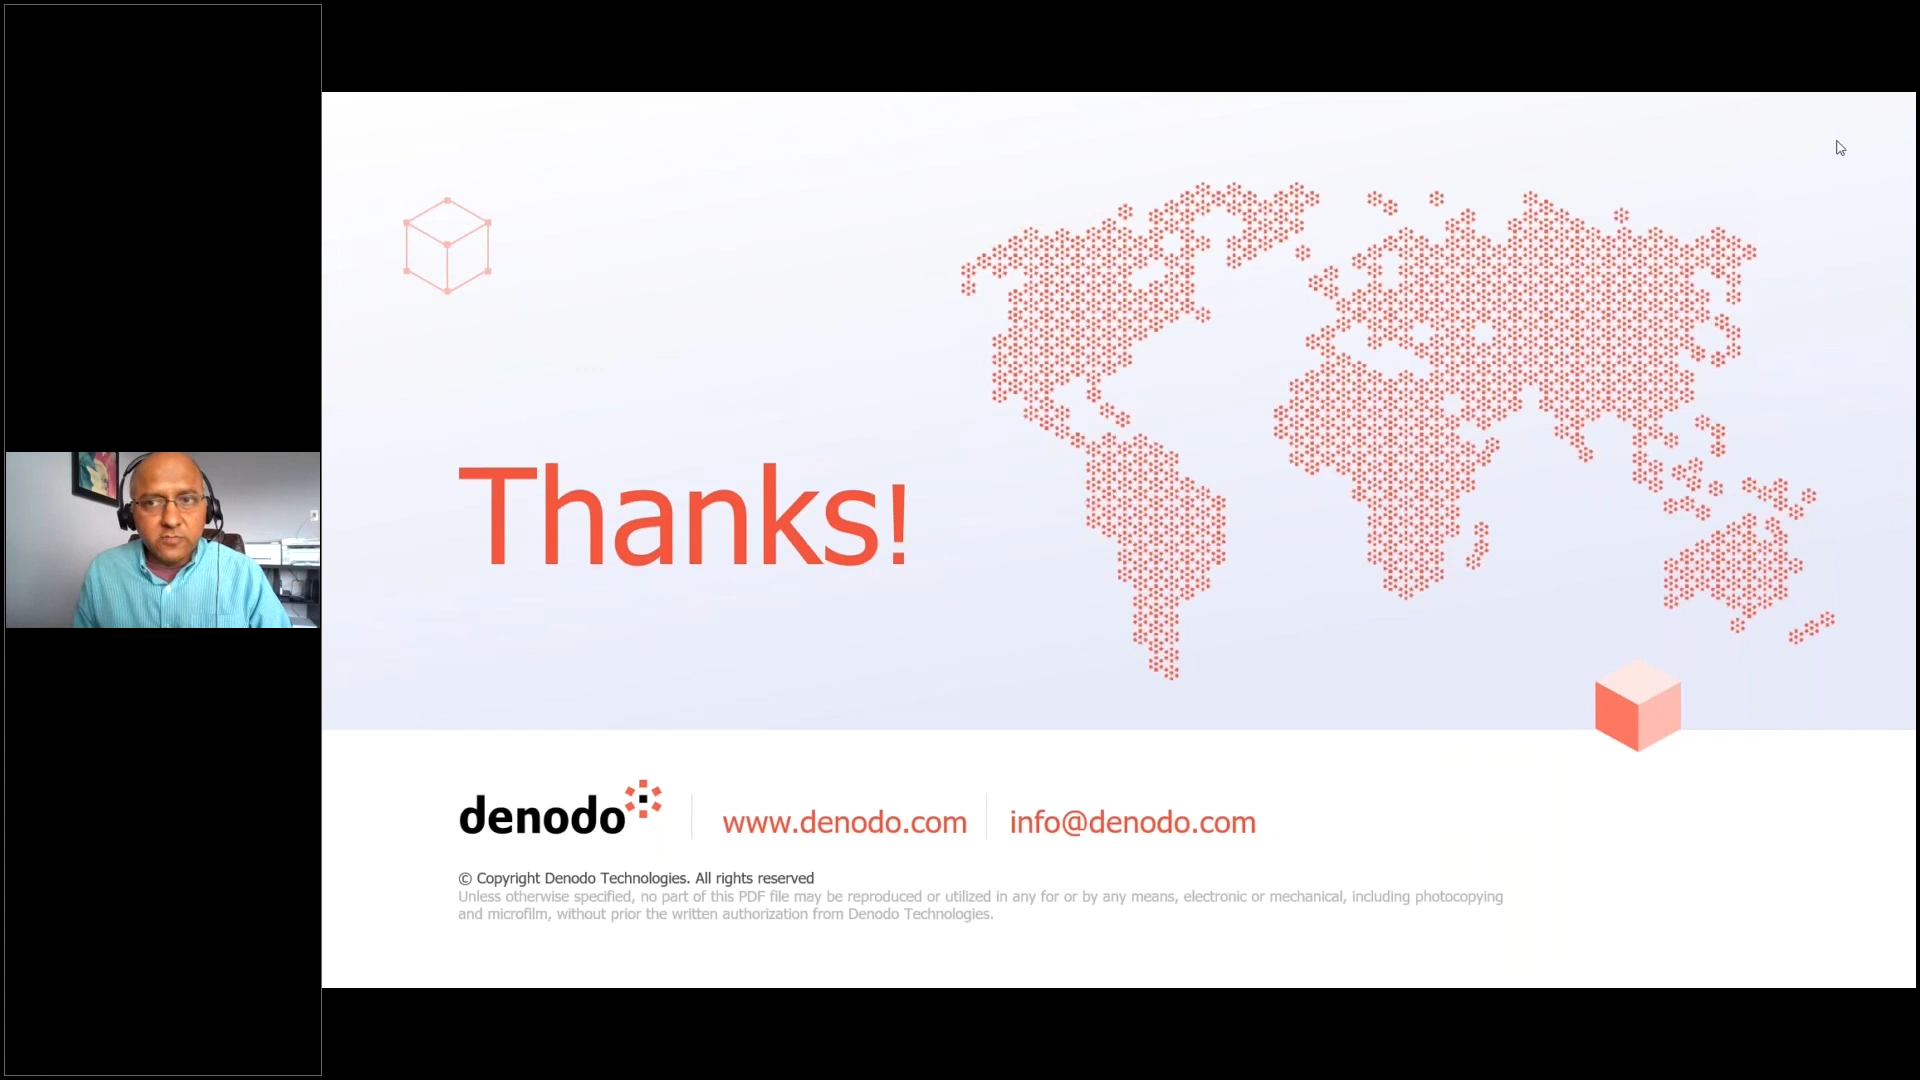 Thanks!
denodo
www.denodo.com
info@denodo.com
© Copyright Denodo Technologies. All rights reserved
Unless otherwise specified, no part of this PDF file may be reproduced or utilized in any for or by any means, electronic or mechanical, including photocopying
and microfilm, without prior the written authorization from Denodo Technologies.